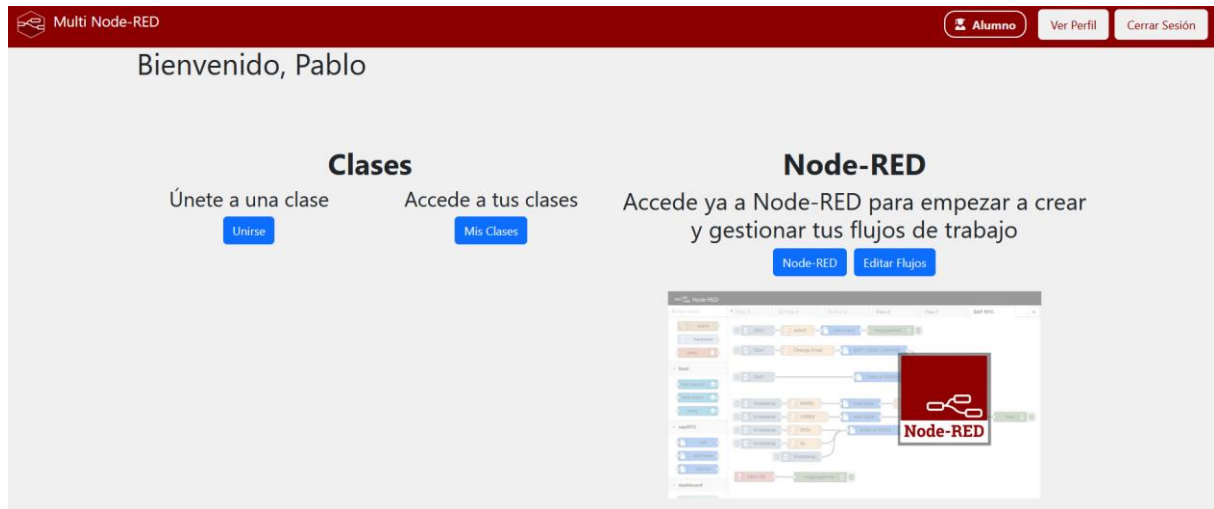 Multi Node-RED
Alumno
Ver Perfil
Cerrar Sesión
Bienvenido, Pablo
Clases
Únete a una clase
Unirse
Accede a tus clases
Mis Clases
Node-RED
Accede ya a Node-RED para empezar a crear
y gestionar tus flujos de trabajo
Node-RED
Editar Flujos
Node-RED
Node-RED